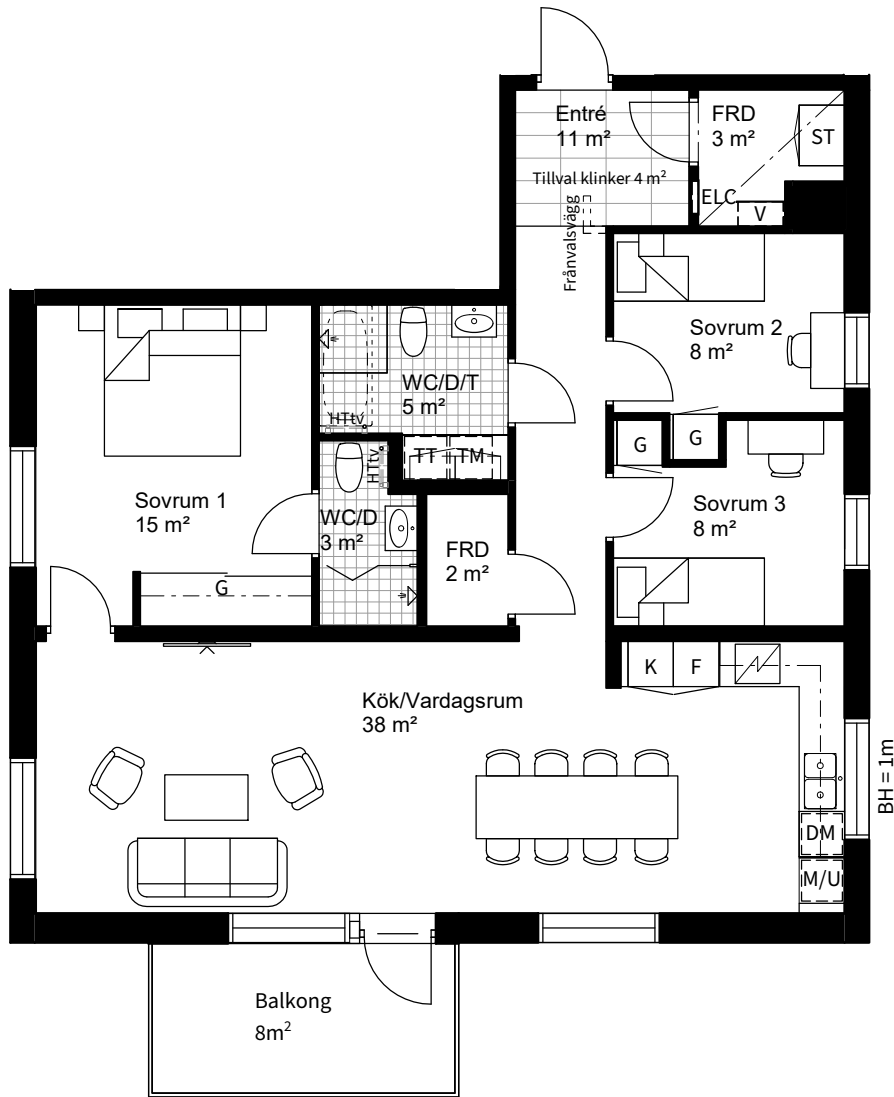 Entré
11 m²
FRD
3 m²
ST
Tillval klinker 4 m²
ELC
V
Frånvalsvägg
Sovrum 2
8 m²
WC/D/T
5 m²
HTtv
TT
TM
HTtv
G
G
Sovrum 1
15 m²
WC/D
3 m²
Sovrum 3
8 m²
FRD
2 m²
G
K
F
Kök/Vardagsrum
38 m²
BH = 1m
DM
M/U
Balkong
8m²